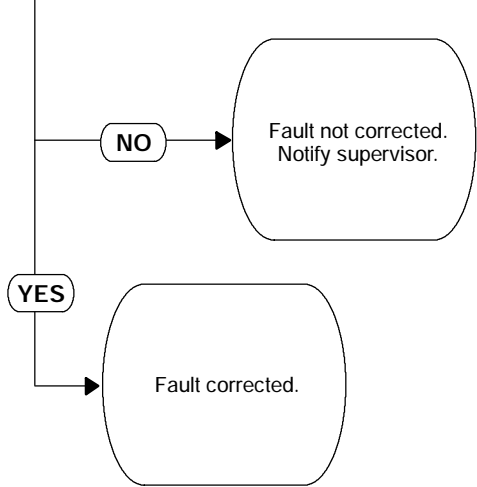 NO
Fault not corrected.
Notify supervisor.
YES
Fault corrected.